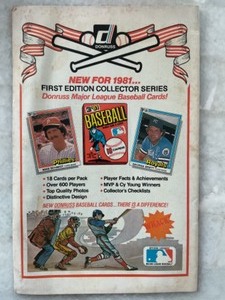 DONRUSS
NEW FOR 1981...
FIRST EDITION COLLECTOR SERIES
Donruss Major League Baseball Cards!
BASEBALL
Phillies
Royals
• 18 Cards per Pack
• Over 600 Players
• Top Quality Photos
• Distinctive Design
• Player Facts & Achievements
• MVP & Cy Young Winners
• Collector's Checklists
NEW DONRUSS BASEBALL CARDS...THERE IS A DIFFERENCE!